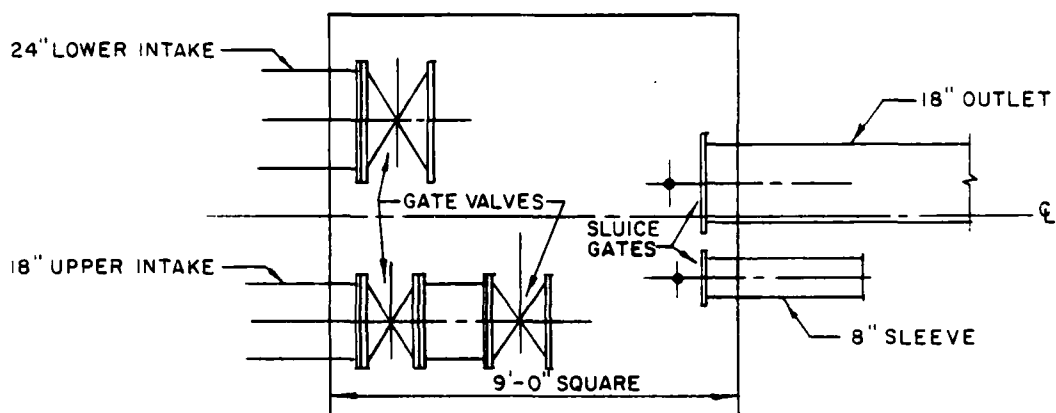 24" LOWER INTAKE
18" OUTLET
GATE VALVES
SLUICE
GATES
℄
18" UPPER INTAKE
8" SLEEVE
9'-0" SQUARE